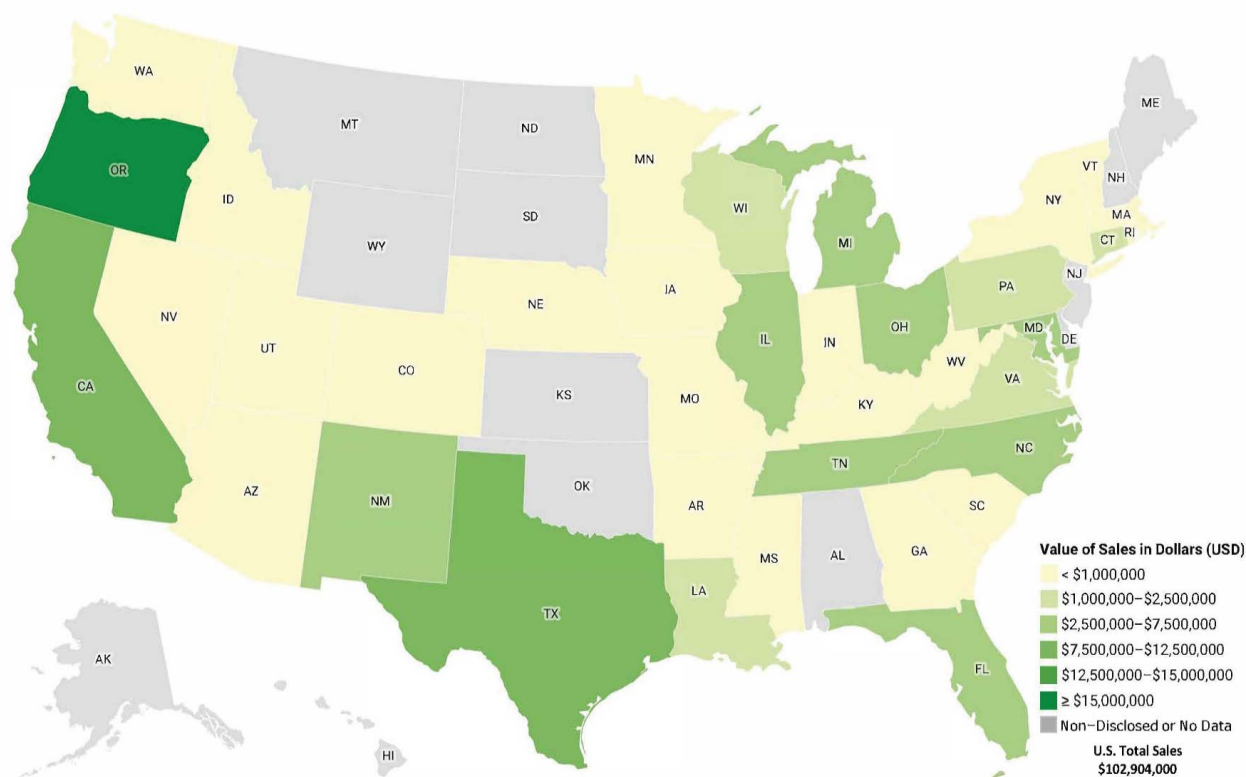 WA
MT
ND
MN
ME
VT
NH
OR
ID
SD
WI
NY
MA
RI
CT
WY
MI
IA
PA
NJ
NE
NV
UT
CO
IL
IN
OH
MD
DE
WV
VA
CA
KS
MO
KY
NC
TN
AZ
NM
OK
AR
SC
MS
AL
GA
LA
TX
FL
AK
HI
Value of Sales in Dollars (USD)
< $1,000,000
$1,000,000–$2,500,000
$2,500,000–$7,500,000
$7,500,000–$12,500,000
$12,500,000–$15,000,000
≥ $15,000,000
Non–Disclosed or No Data
U.S. Total Sales
$102,904,000